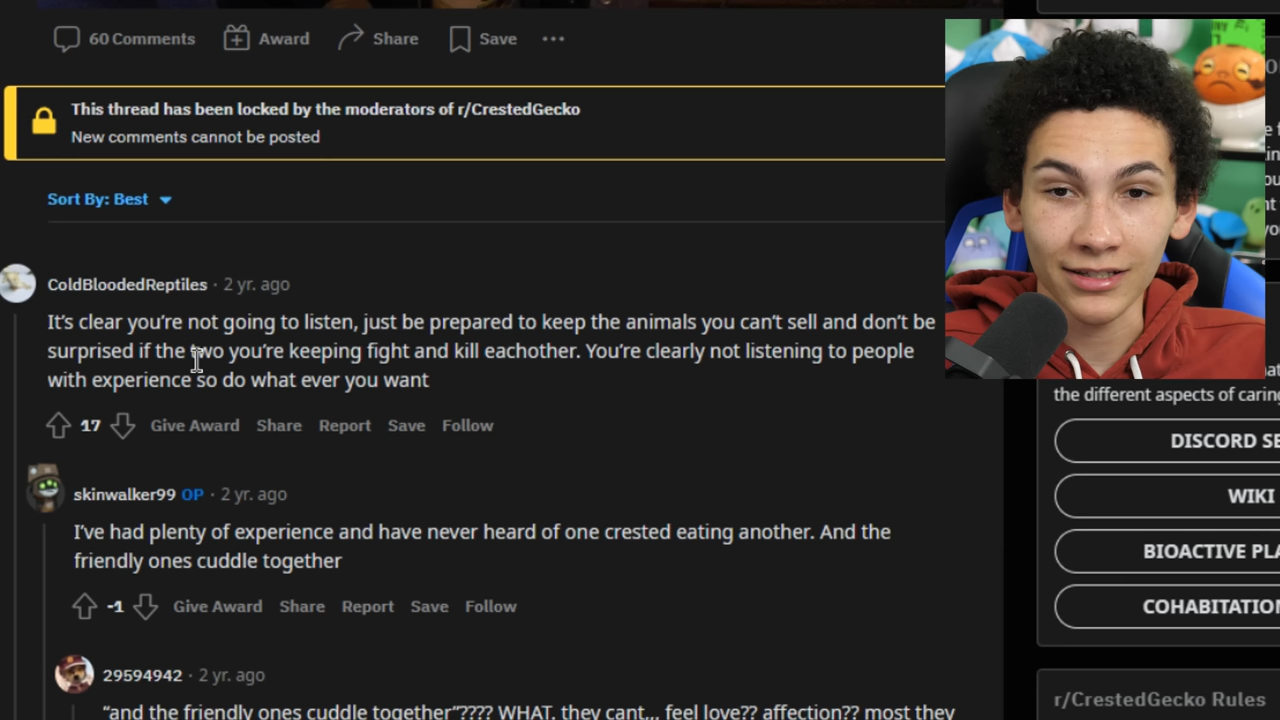 60 Comments Award Share Save
This thread has been locked by the moderators of r/CrestedGecko
New comments cannot be posted
Sort By: Best
ColdBloodedReptiles · 2 yr. ago
It's clear you're not going to listen, just be prepared to keep the animals you can't sell and don't be
surprised if the two you're keeping fight and kill eachother. You're clearly not listening to people
with experience so do what ever you want
17 Give Award Share Report Save Follow
skinwalker99 OP · 2 yr. ago
I've had plenty of experience and have never heard of one crested eating another. And the
friendly ones cuddle together
-1 Give Award Share Report Save Follow
29594942 · 2 yr. ago
“and the friendly ones cuddle together”???? WHAT. they cant,.. feel love?? affection?? most they
the different aspects of
DISCORD
WIKI
BIOACTIVE
r/CrestedGecko Rules